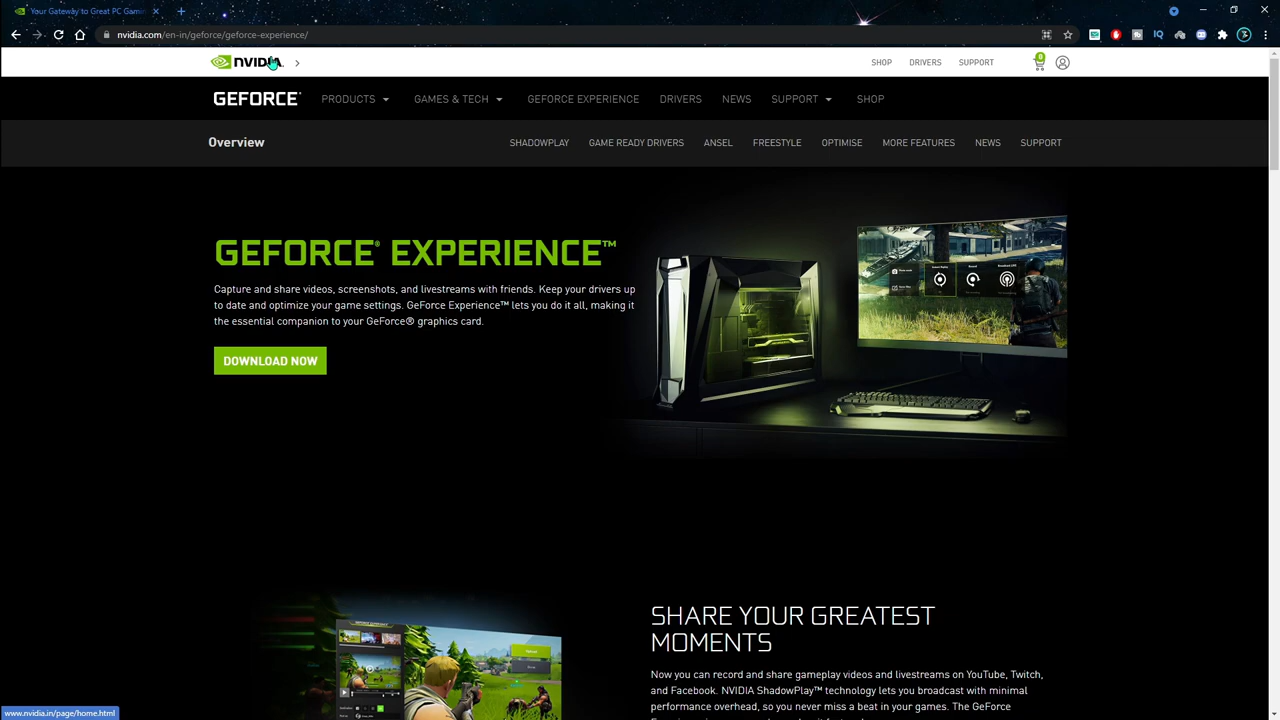 Your Gateway to Great PC Gamin
nvidia.com/en-in/geforce/geforce-experience/
NVIDIA
SHOP DRIVERS SUPPORT 0
GEFORCE PRODUCTS GAMES & TECH GEFORCE EXPERIENCE DRIVERS NEWS SUPPORT SHOP
Overview SHADOWPLAY GAME READY DRIVERS ANSEL FREESTYLE OPTIMISE MORE FEATURES NEWS SUPPORT
GEFORCE® EXPERIENCE™
Capture and share videos, screenshots, and livestreams with friends. Keep your drivers up
to date and optimize your game settings. GeForce Experience™ lets you do it all, making it
the essential companion to your GeForce® graphics card.
DOWNLOAD NOW
SHARE YOUR GREATEST
MOMENTS
Now you can record and share gameplay videos and livestreams on YouTube, Twitch,
and Facebook. NVIDIA ShadowPlay™ technology lets you broadcast with minimal
performance overhead, so you never miss a beat in your games. The GeForce
www.nvidia.in/page/home.html